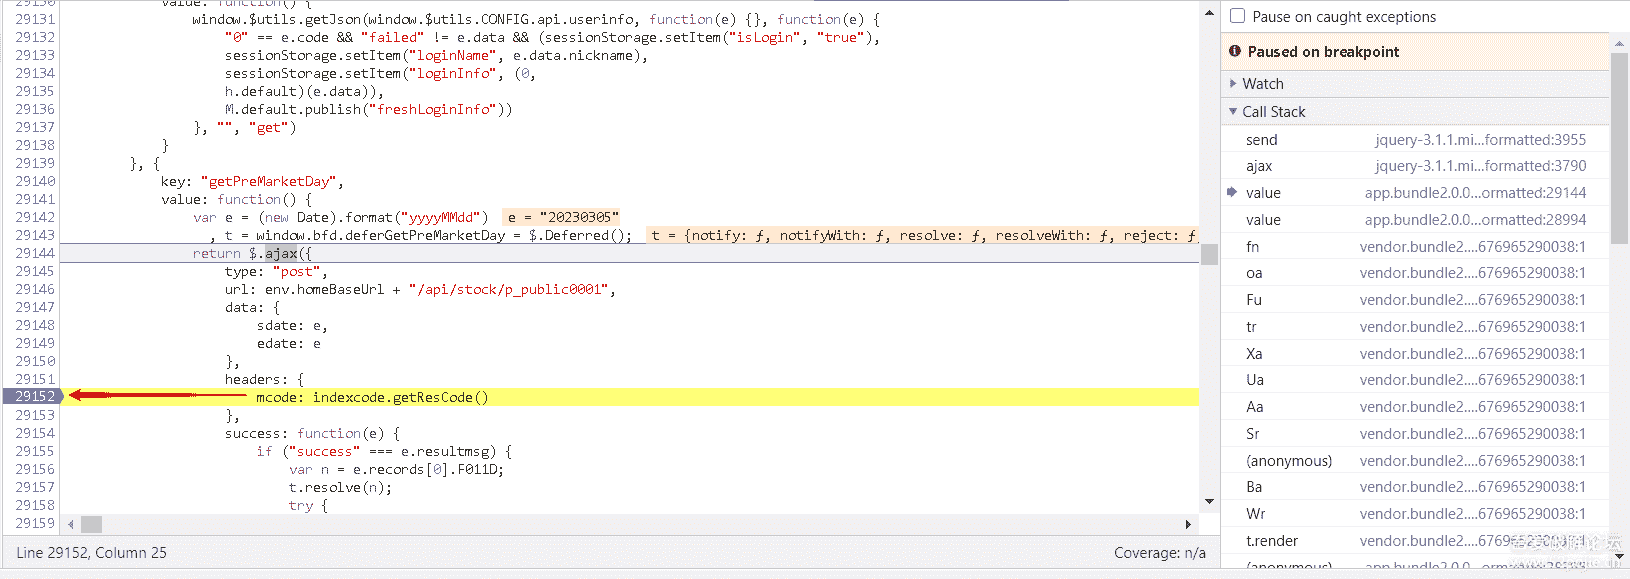 29130 value: function() {
29131 window.$utils.getJson(window.$utils.CONFIG.api.userinfo, function(e) {}, function(e) {
29132 "0" == e.code && "failed" != e.data && (sessionStorage.setItem("isLogin", "true"),
29133 sessionStorage.setItem("loginName", e.data.nickname),
29134 sessionStorage.setItem("loginInfo", (0,
29135 h.default)(e.data)),
29136 M.default.publish("freshLoginInfo"))
29137 }, "", "get")
29138 }
29139 }, {
29140 key: "getPreMarketDay",
29141 value: function() {
29142 var e = (new Date).format("yyyyMMdd") e = "20230305"
29143 , t = window.bfd.deferGetPreMarketDay = $.Deferred(); t = {notify: ƒ, notifyWith: ƒ, resolve: ƒ, resolveWith: ƒ, reject: ƒ,
29144 return $.ajax({
29145 type: "post",
29146 url: env.homeBaseUrl + "/api/stock/p_public0001",
29147 data: {
29148 sdate: e,
29149 edate: e
29150 },
29151 headers: {
29152 mcode: indexcode.getResCode()
29153 },
29154 success: function(e) {
29155 if ("success" === e.resultmsg) {
29156 var n = e.records[0].F011D;
29157 t.resolve(n);
29158 try {
29159
Line 29152, Column 25 Coverage: n/a
Pause on caught exceptions
Paused on breakpoint
Watch
Call Stack
send jquery-3.1.1.mi...formatted:3955
ajax jquery-3.1.1.mi...formatted:3790
value app.bundle2.0.0...ormatted:29144
value app.bundle2.0.0...ormatted:28994
fn vendor.bundle2....676965290038:1
oa vendor.bundle2....676965290038:1
Fu vendor.bundle2....676965290038:1
tr vendor.bundle2....676965290038:1
Xa vendor.bundle2....676965290038:1
Ua vendor.bundle2....676965290038:1
Aa vendor.bundle2....676965290038:1
Sr vendor.bundle2....676965290038:1
(anonymous) vendor.bundle2....676965290038:1
Ba vendor.bundle2....676965290038:1
Wr vendor.bundle2....676965290038:1
t.render vendor.bundle2....676965290038:1
(anonymous)